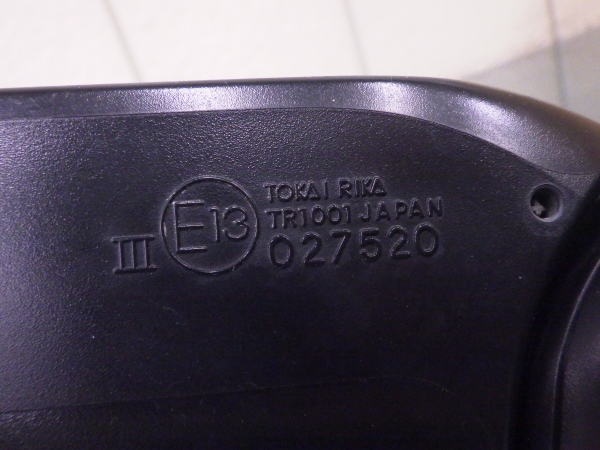 TOKAI RIKA
TR1001 JAPAN
III E13 027520